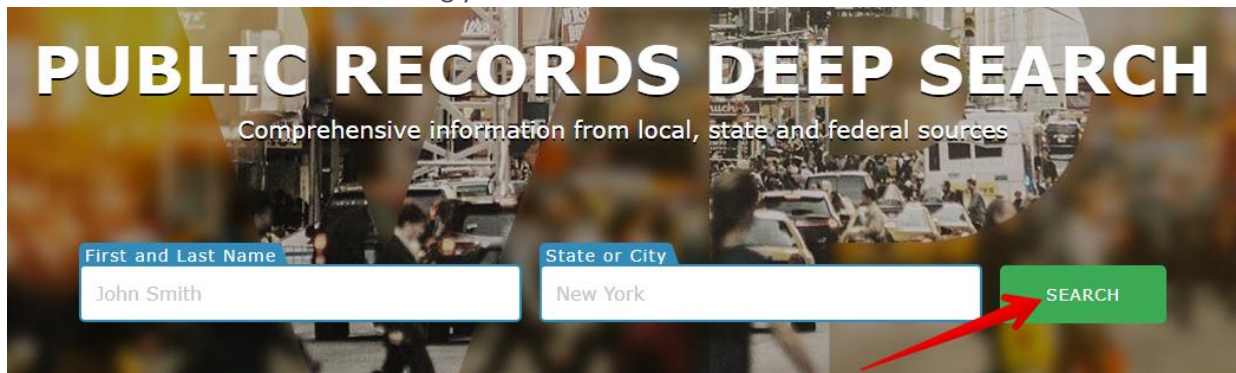 PUBLIC RECORDS DEEP SEARCH
Comprehensive information from local, state and federal sources
First and Last Name
State or City
John Smith
New York
SEARCH